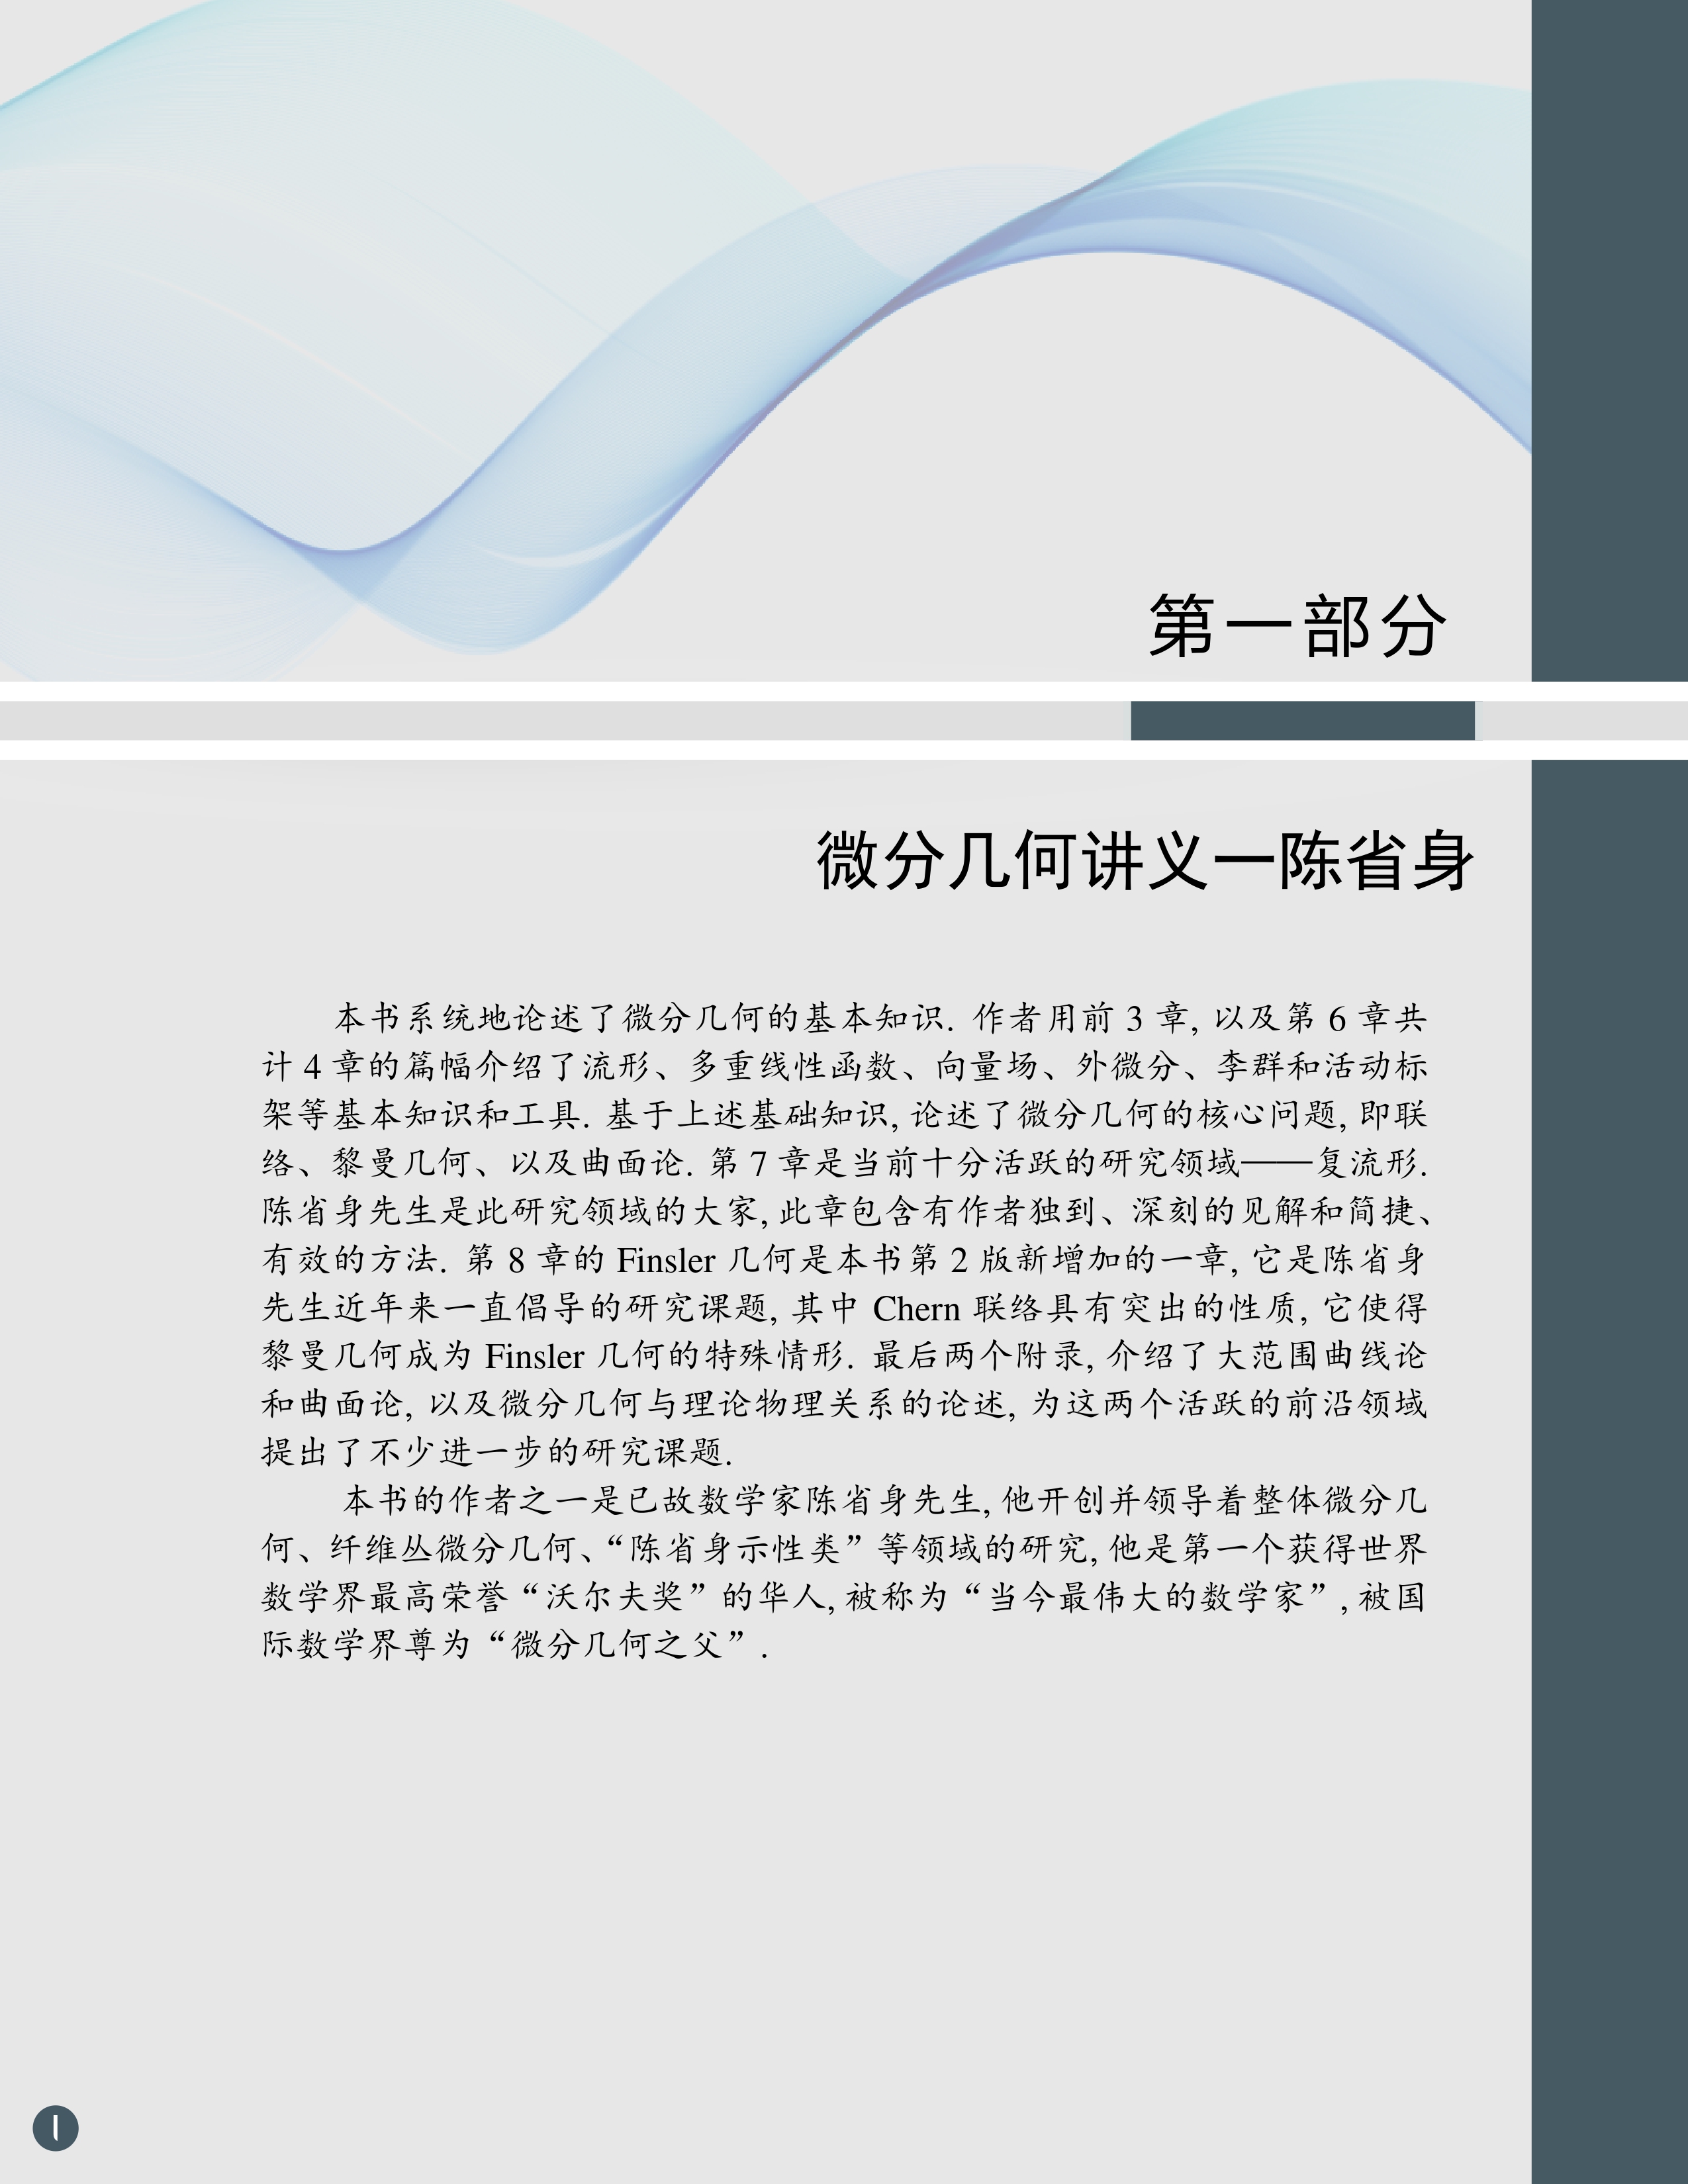 第一部分
微分几何讲义—陈省身
本书系统地论述了微分几何的基本知识. 作者用前 3 章, 以及第 6 章共
计 4 章的篇幅介绍了流形、多重线性函数、向量场、外微分、李群和活动标
架等基本知识和工具. 基于上述基础知识, 论述了微分几何的核心问题, 即联
络、黎曼几何、以及曲面论. 第 7 章是当前十分活跃的研究领域——复流形.
陈省身先生是此研究领域的大家, 此章包含有作者独到、深刻的见解和简捷、
有效的方法. 第 8 章的 Finsler 几何是本书第 2 版新增加的一章, 它是陈省身
先生近年来一直倡导的研究课题, 其中 Chern 联络具有突出的性质, 它使得
黎曼几何成为 Finsler 几何的特殊情形. 最后两个附录, 介绍了大范围曲线论
和曲面论, 以及微分几何与理论物理关系的论述, 为这两个活跃的前沿领域
提出了不少进一步的研究课题.
本书的作者之一是已故数学家陈省身先生, 他开创并领导着整体微分几
何、纤维丛微分几何、“陈省身示性类” 等领域的研究, 他是第一个获得世界
数学界最高荣誉 “沃尔夫奖” 的华人, 被称为 “当今最伟大的数学家” , 被国
际数学界尊为 “微分几何之父” .